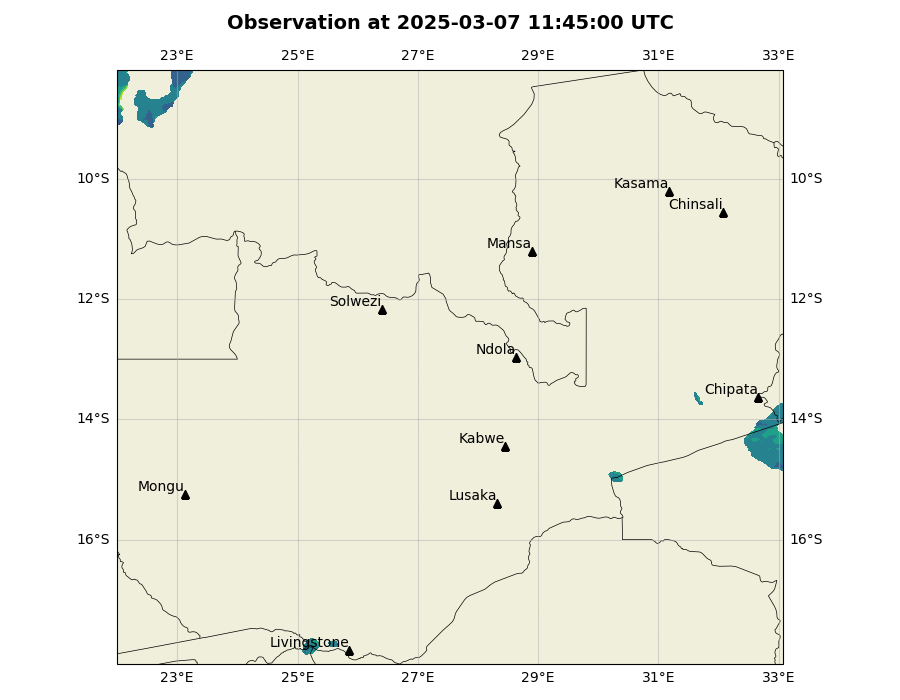 Observation at 2025-03-07 11:45:00 UTC
23°E 25°E 27°E 29°E 31°E 33°E
10°S 10°S
Kasama
Chinsali
Mansa
12°S 12°S
Solwezi
Ndola
Chipata
14°S 14°S
Kabwe
Mongu
Lusaka
16°S 16°S
Livingstone
23°E 25°E 27°E 29°E 31°E 33°E